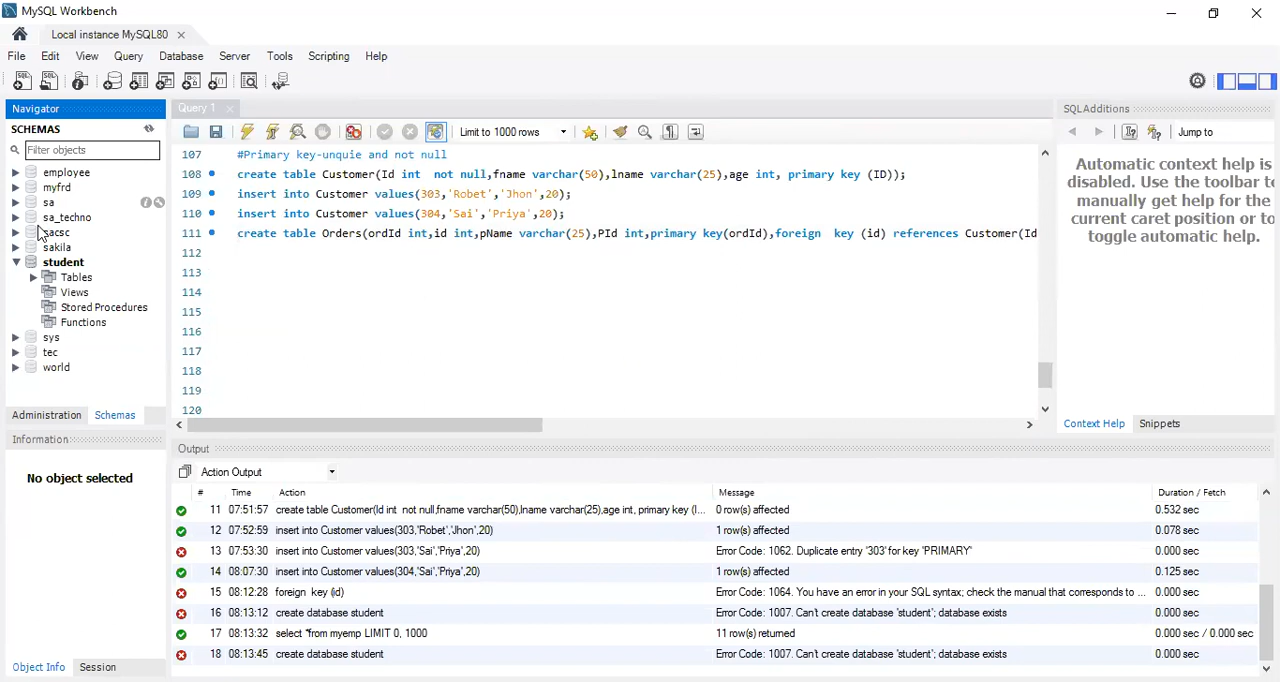 MySQL Workbench
Local instance MySQL80
File Edit View Query Database Server Tools Scripting Help
Navigator
SCHEMAS
Filter objects
employee
myfrd
sa
sa_techno
sacsc
sakila
student
Tables
Views
Stored Procedures
Functions
sys
tec
world
Administration Schemas
Information
No object selected
Object Info Session
Query 1
Limit to 1000 rows
107 #Primary key-unquie and not null
108 create table Customer(Id int  not null,fname varchar(50),lname varchar(25),age int, primary key (ID));
109 insert into Customer values(303,'Robet','Jhon',20);
110 insert into Customer values(304,'Sai','Priya',20);
111 create table Orders(ordId int,id int,pName varchar(25),PId int,primary key(ordId),foreign  key (id) references Customer(Id
112
113
114
115
116
117
118
119
120
SQLAdditions
Jump to
Automatic context help is
disabled. Use the toolbar to
manually get help for the
current caret position or to
toggle automatic help.
Context Help Snippets
Output
Action Output
# Time Action Message Duration / Fetch
11 07:51:57 create table Customer(Id int  not null,fname varchar(50),lname varchar(25),age int, primary key (I... 0 row(s) affected 0.532 sec
12 07:52:59 insert into Customer values(303,'Robet','Jhon',20) 1 row(s) affected 0.078 sec
13 07:53:30 insert into Customer values(303,'Sai','Priya',20) Error Code: 1062. Duplicate entry '303' for key 'PRIMARY' 0.000 sec
14 08:07:30 insert into Customer values(304,'Sai','Priya',20) 1 row(s) affected 0.125 sec
15 08:12:28 foreign  key (id) Error Code: 1064. You have an error in your SQL syntax; check the manual that corresponds to ... 0.000 sec
16 08:13:12 create database student Error Code: 1007. Can't create database 'student'; database exists 0.000 sec
17 08:13:32 select *from myemp LIMIT 0, 1000 11 row(s) returned 0.000 sec / 0.000 sec
18 08:13:45 create database student Error Code: 1007. Can't create database 'student'; database exists 0.000 sec